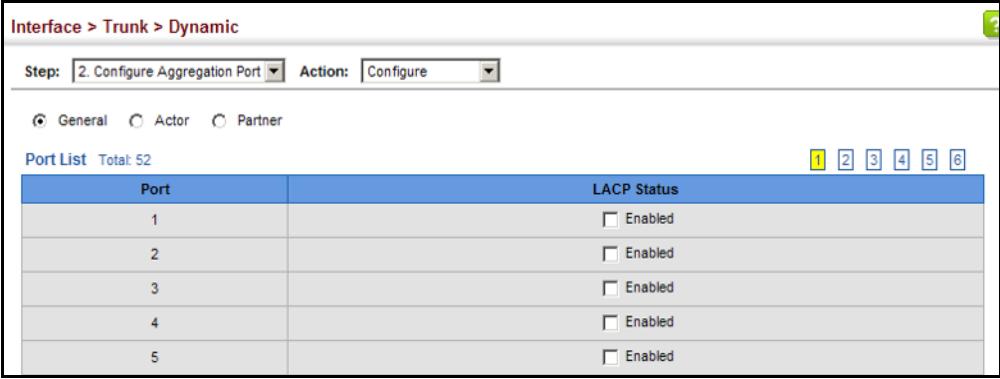 Interface > Trunk > Dynamic
?
Step: 2. Configure Aggregation Port Action: Configure
General Actor Partner
Port List Total: 52 1 2 3 4 5 6
Port LACP Status
1 Enabled
2 Enabled
3 Enabled
4 Enabled
5 Enabled